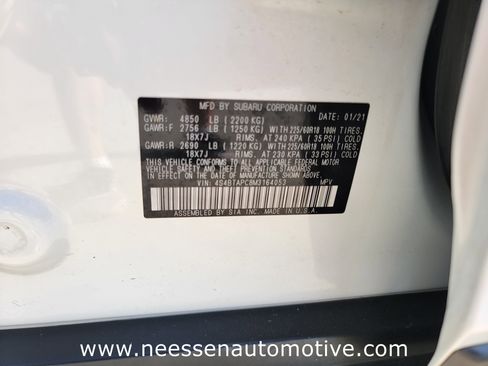 MFD. BY SUBARU CORPORATION DATE: 01/21
GVWR: 4850 LB ( 2200 KG)
GAWR:F 2756 LB ( 1250 KG) WITH 225/60R18 100H TIRES.
18X7J RIMS. AT 240 KPA ( 35 PSI) COLD
GAWR:R 2690 LB ( 1220 KG) WITH 225/60R18 100H TIRES.
18X7J RIMS. AT 230 KPA ( 33 PSI) COLD
THIS VEHICLE CONFORMS TO ALL APPLICABLE FEDERAL MOTOR
VEHICLE SAFETY AND THEFT PREVENTION STANDARDS IN
EFFECT ON THE DATE OF MANUFACTURE SHOWN ABOVE.
VIN: 4S4BTAPC8M3164053 MPV
ASSEMBLED BY SIA INC. MADE IN U.S.A.
www.neessenautomotive.com